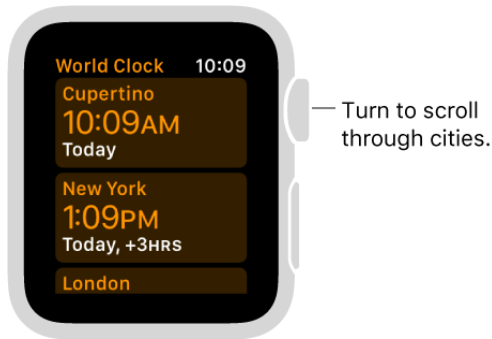 World Clock 10:09
Cupertino
10:09AM
Today
New York
1:09PM
Today, +3HRS
London
Turn to scroll
through cities.